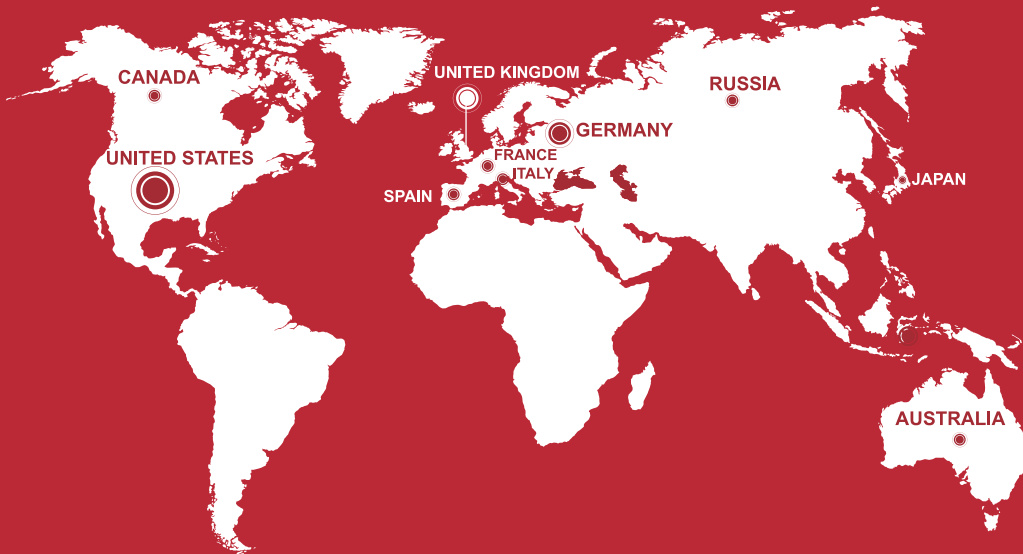 CANADA
UNITED KINGDOM
RUSSIA
GERMANY
UNITED STATES
FRANCE
ITALY
SPAIN
JAPAN
AUSTRALIA